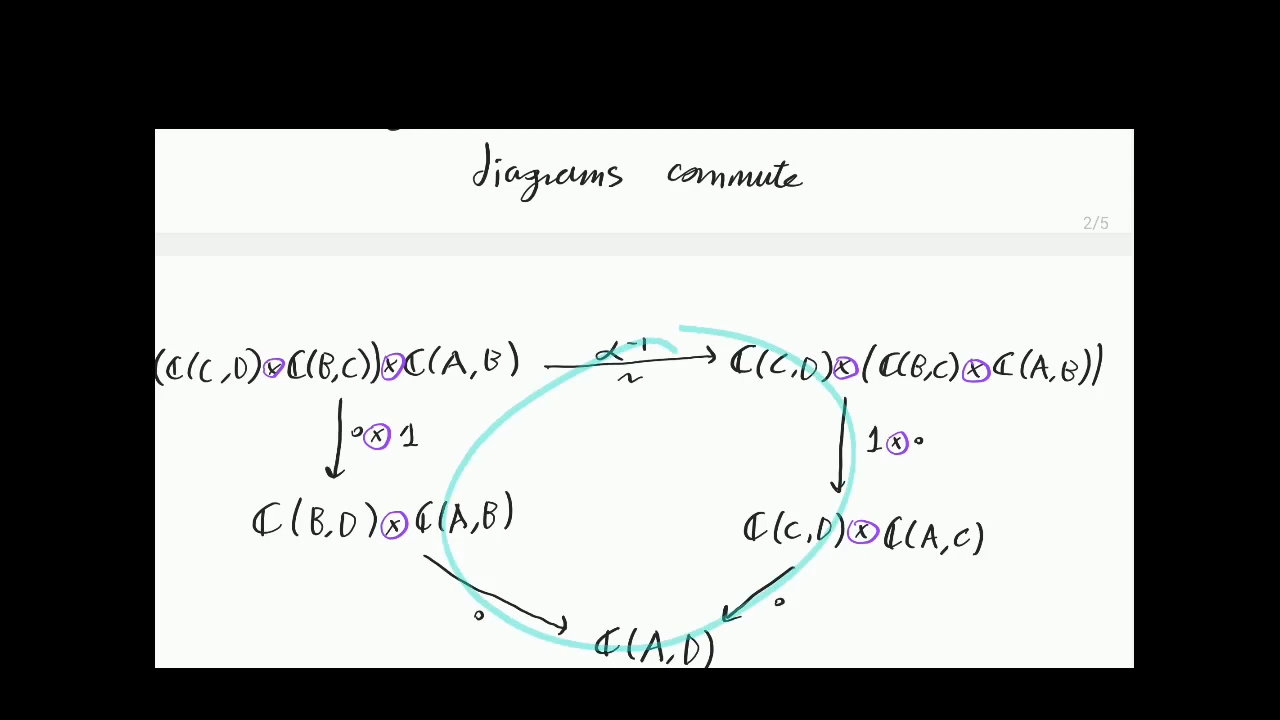 diagrams commute
2/5
(ℂ(C,D)⊗ℂ(B,C))⊗ℂ(A,B) α⁻¹ ~ ℂ(C,D)⊗(ℂ(B,C)⊗ℂ(A,B))
∘⊗1 1⊗∘
ℂ(B,D)⊗ℂ(A,B) ℂ(C,D)⊗ℂ(A,C)
∘ ∘
ℂ(A,D)